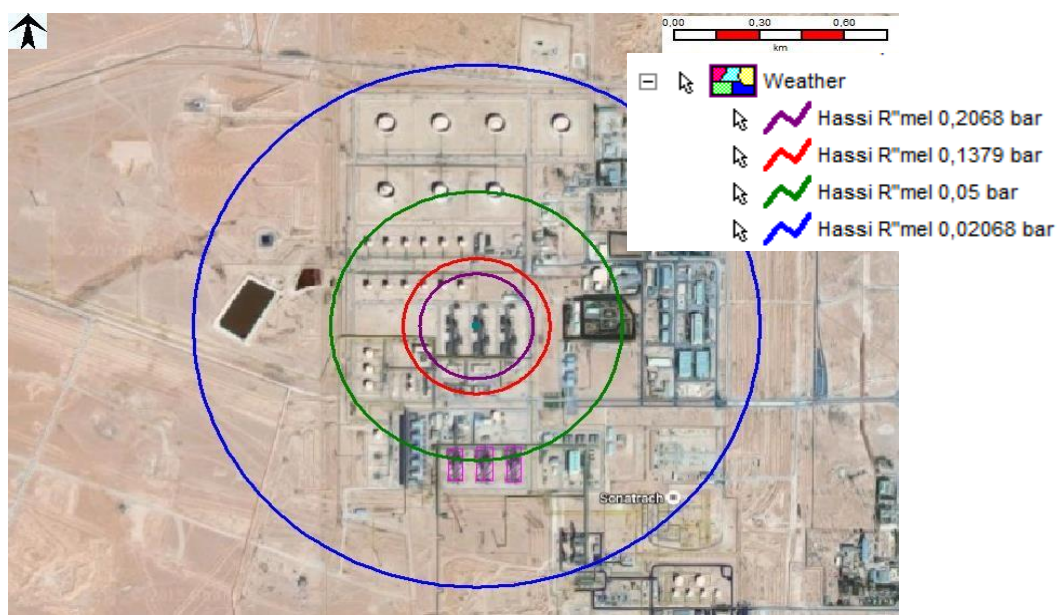 0,00 0,30 0,60
km
Weather
Hassi R"mel 0,2068 bar
Hassi R"mel 0,1379 bar
Hassi R"mel 0,05 bar
Hassi R"mel 0,02068 bar
Sonatrach